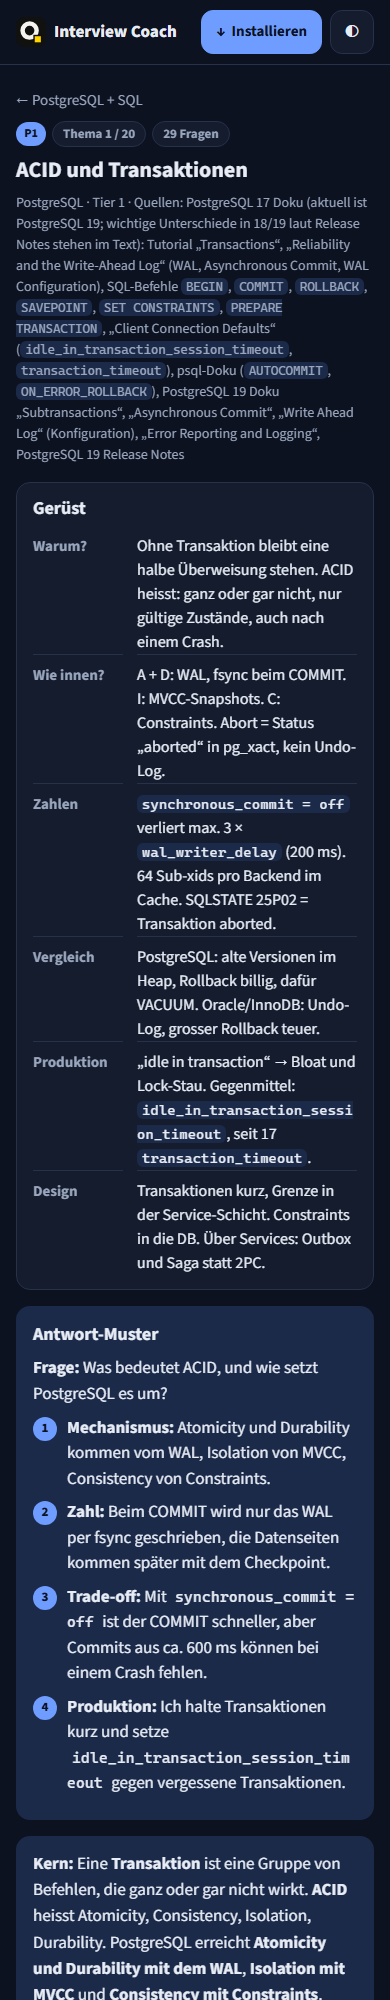 Interview Coach
↓ Installieren
← PostgreSQL + SQL
P1
Thema 1 / 20
29 Fragen
ACID und Transaktionen
PostgreSQL · Tier 1 · Quellen: PostgreSQL 17 Doku (aktuell ist
PostgreSQL 19; wichtige Unterschiede in 18/19 laut Release
Notes stehen im Text): Tutorial „Transactions“, „Reliability
and the Write-Ahead Log“ (WAL, Asynchronous Commit, WAL
Configuration), SQL-Befehle BEGIN, COMMIT, ROLLBACK,
SAVEPOINT, SET CONSTRAINTS, PREPARE
TRANSACTION, „Client Connection Defaults“
(idle_in_transaction_session_timeout,
transaction_timeout), psql-Doku (AUTOCOMMIT,
ON_ERROR_ROLLBACK), PostgreSQL 19 Doku
„Subtransactions“, „Asynchronous Commit“, „Write Ahead
Log“ (Konfiguration), „Error Reporting and Logging“,
PostgreSQL 19 Release Notes
Gerüst
Warum?
Ohne Transaktion bleibt eine
halbe Überweisung stehen. ACID
heisst: ganz oder gar nicht, nur
gültige Zustände, auch nach
einem Crash.
Wie innen?
A + D: WAL, fsync beim COMMIT.
I: MVCC-Snapshots. C:
Constraints. Abort = Status
„aborted“ in pg_xact, kein Undo-
Log.
Zahlen
synchronous_commit = off
verliert max. 3 ×
wal_writer_delay (200 ms).
64 Sub-xids pro Backend im
Cache. SQLSTATE 25P02 =
Transaktion aborted.
Vergleich
PostgreSQL: alte Versionen im
Heap, Rollback billig, dafür
VACUUM. Oracle/InnoDB: Undo-
Log, grosser Rollback teuer.
Produktion
„idle in transaction“ → Bloat und
Lock-Stau. Gegenmittel:
idle_in_transaction_sessi
on_timeout, seit 17
transaction_timeout.
Design
Transaktionen kurz, Grenze in
der Service-Schicht. Constraints
in die DB. Über Services: Outbox
und Saga statt 2PC.
Antwort-Muster
Frage: Was bedeutet ACID, und wie setzt
PostgreSQL es um?
1 Mechanismus: Atomicity und Durability
kommen vom WAL, Isolation von MVCC,
Consistency von Constraints.
2 Zahl: Beim COMMIT wird nur das WAL
per fsync geschrieben, die Datenseiten
kommen später mit dem Checkpoint.
3 Trade-off: Mit synchronous_commit =
off ist der COMMIT schneller, aber
Commits aus ca. 600 ms können bei
einem Crash fehlen.
4 Produktion: Ich halte Transaktionen
kurz und setze
idle_in_transaction_session_tim
eout gegen vergessene Transaktionen.
Kern: Eine Transaktion ist eine Gruppe von
Befehlen, die ganz oder gar nicht wirkt. ACID
heisst Atomicity, Consistency, Isolation,
Durability. PostgreSQL erreicht Atomicity
und Durability mit dem WAL, Isolation mit
MVCC und Consistency mit Constraints.